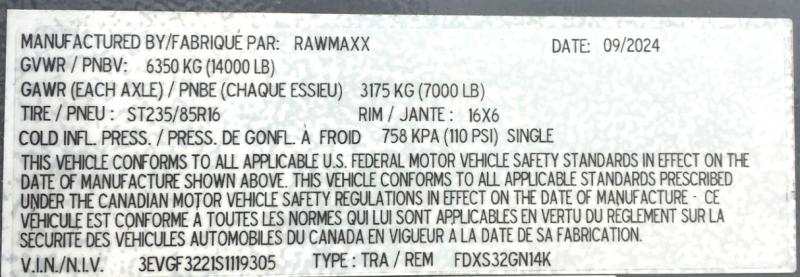 MANUFACTURED BY/FABRIQUÉ PAR: RAWMAXX DATE: 09/2024
GVWR / PNBV: 6350 KG (14000 LB)
GAWR (EACH AXLE) / PNBE (CHAQUE ESSIEU) 3175 KG (7000 LB)
TIRE / PNEU : ST235/85R16 RIM / JANTE : 16X6
COLD INFL. PRESS. / PRESS. DE GONFL. À FROID 758 KPA (110 PSI) SINGLE
THIS VEHICLE CONFORMS TO ALL APPLICABLE U.S. FEDERAL MOTOR VEHICLE SAFETY STANDARDS IN EFFECT ON THE
DATE OF MANUFACTURE SHOWN ABOVE. THIS VEHICLE CONFORMS TO ALL APPLICABLE STANDARDS PRESCRIBED
UNDER THE CANADIAN MOTOR VEHICLE SAFETY REGULATIONS IN EFFECT ON THE DATE OF MANUFACTURE - CE
VÉHICULE EST CONFORME A TOUTES LES NORMES QUI LUI SONT APPLICABLES EN VERTU DU RÈGLEMENT SUR LA
SÉCURITÉ DES VÉHICULES AUTOMOBILES DU CANADA EN VIGUEUR A LA DATE DE SA FABRICATION.
V.I.N./N.I.V. 3EVGF3221S1119305 TYPE : TRA / REM FDXS32GN14K